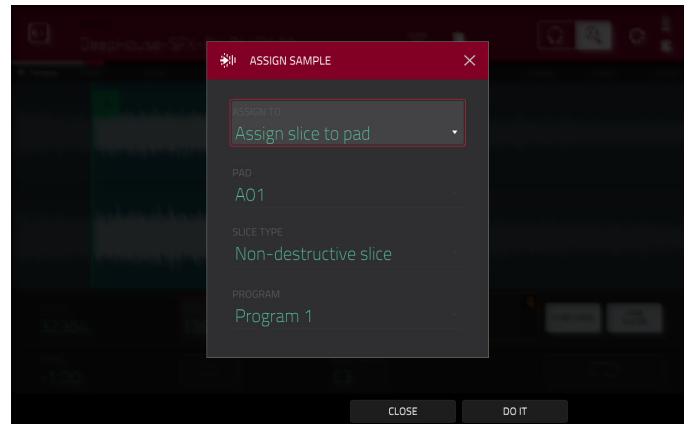 ASSIGN SAMPLE
ASSIGN TO
Assign slice to pad
PAD
A01
SLICE TYPE
Non-destructive slice
PROGRAM
Program 1
CLOSE
DO IT